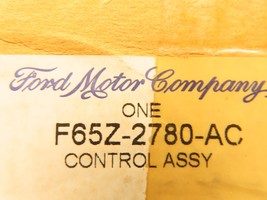 Ford Motor Company
ONE
F65Z-2780-AC
CONTROL ASSY